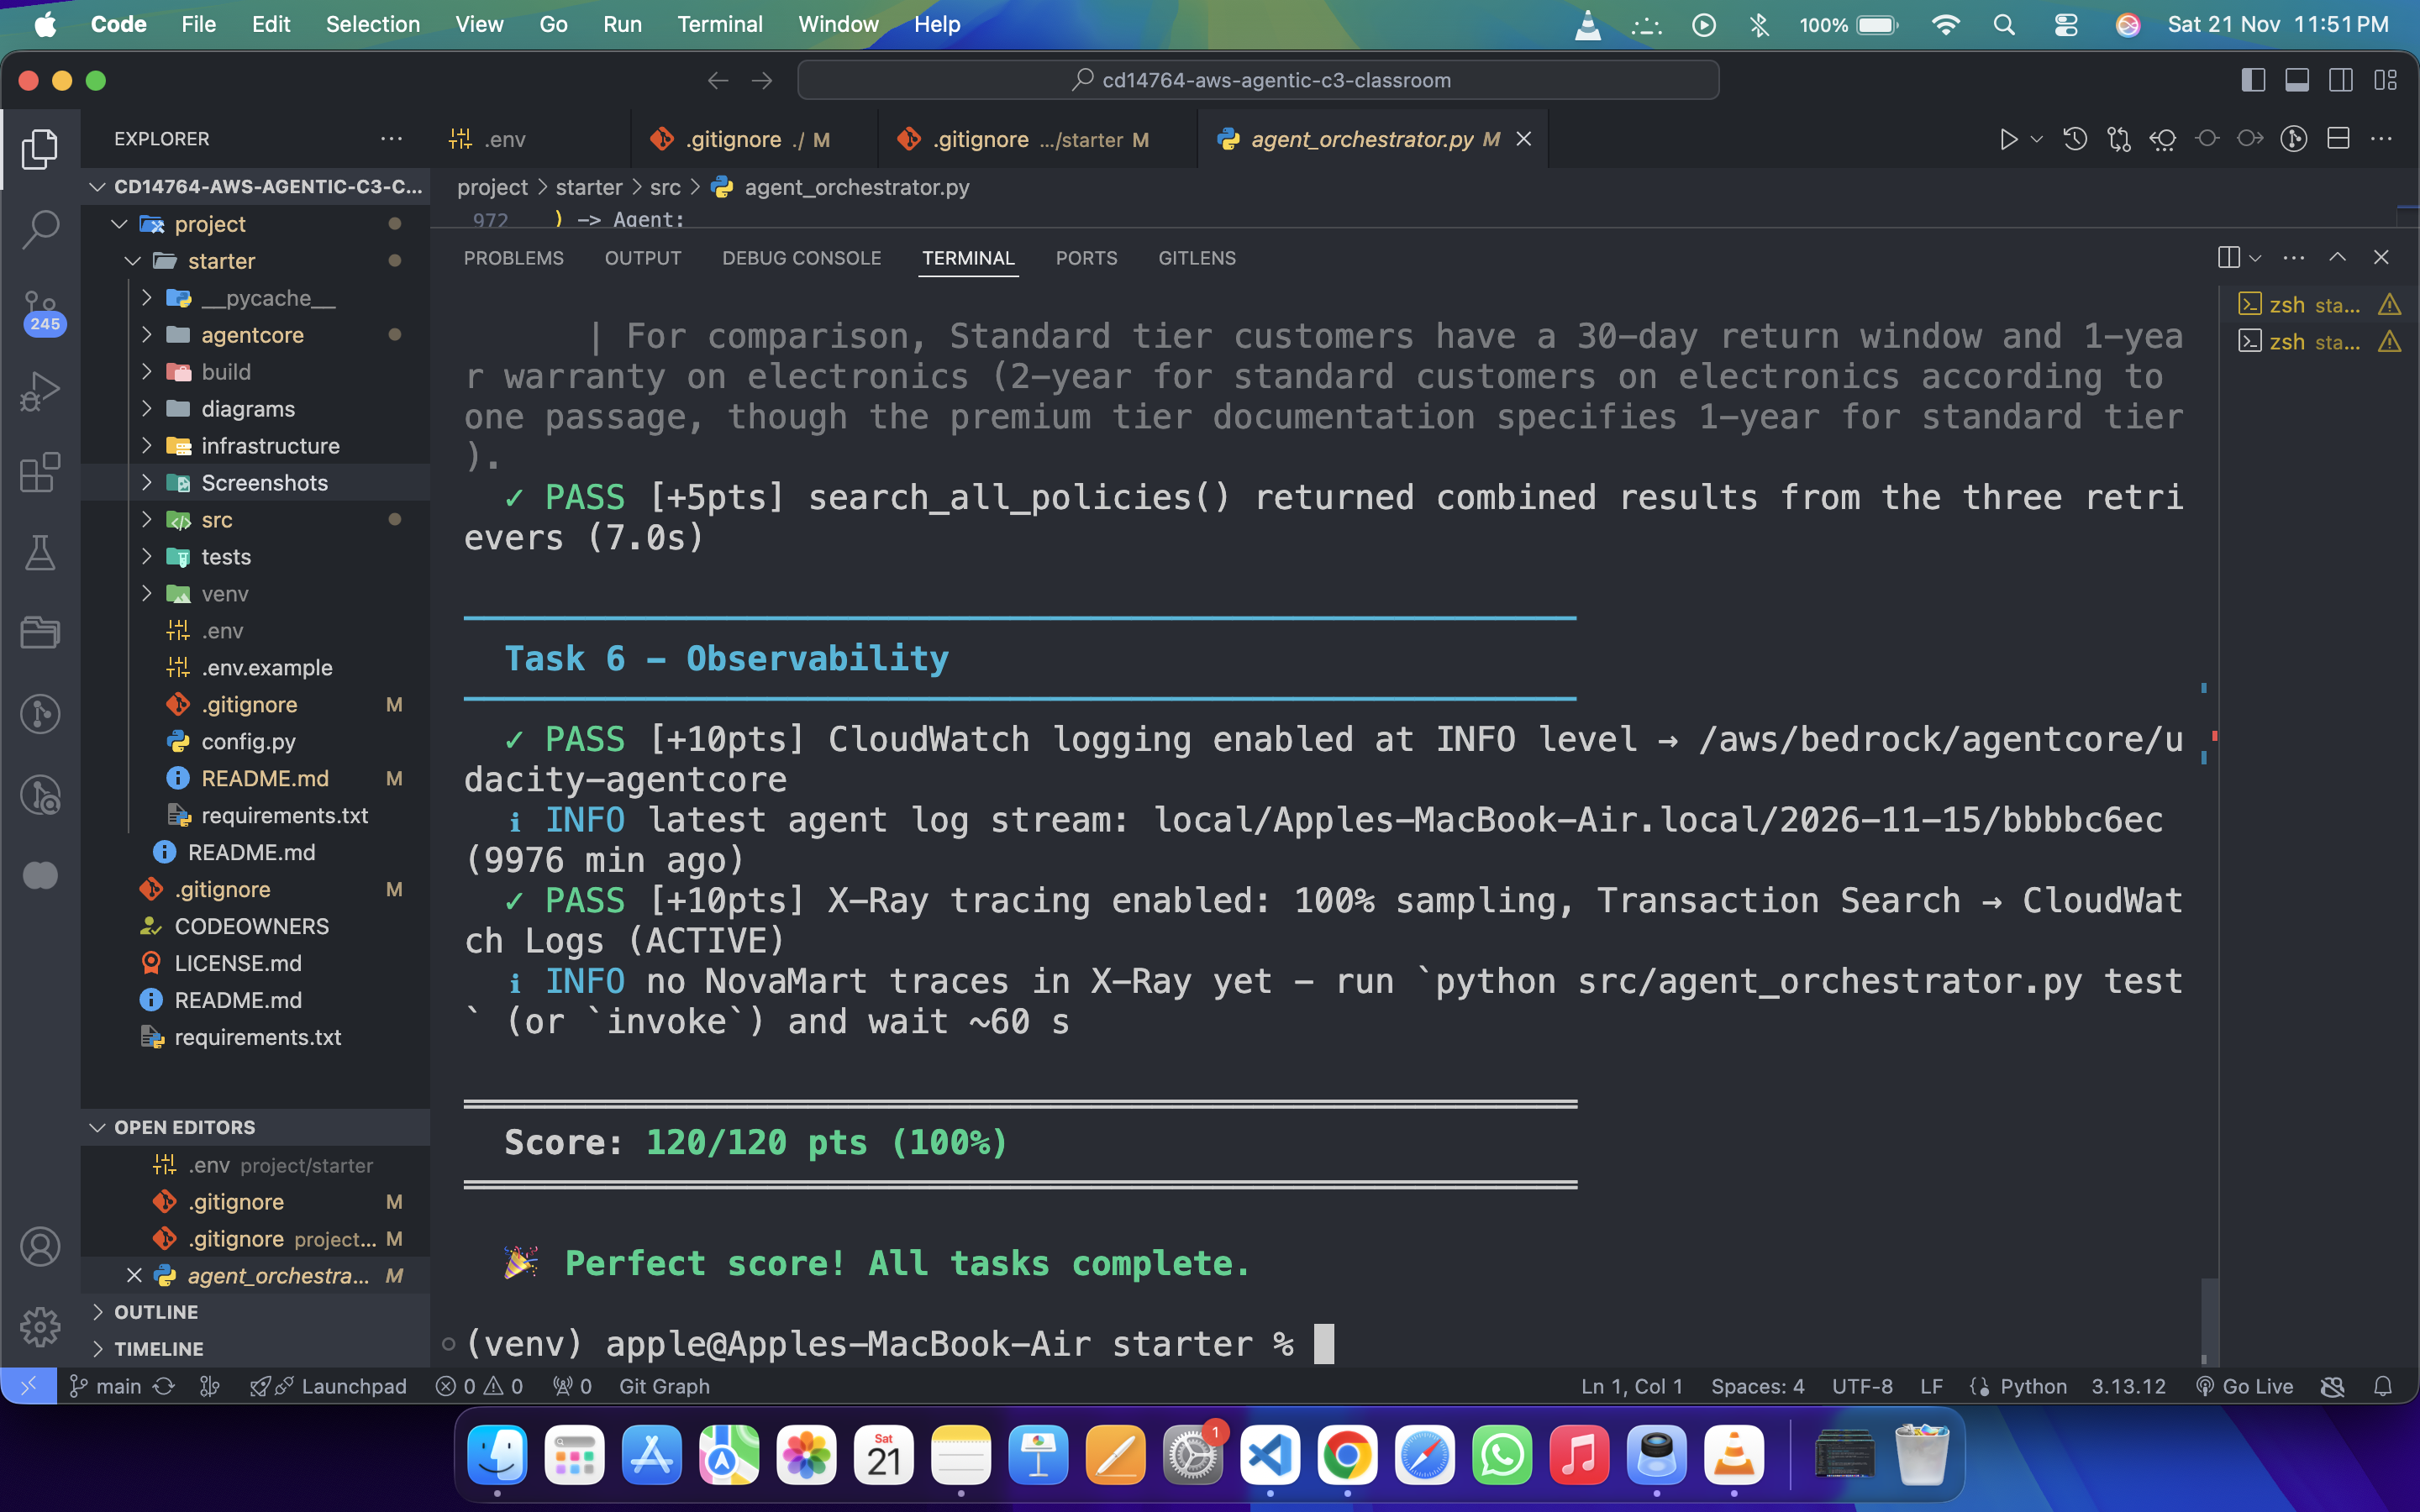 Code File Edit Selection View Go Run Terminal Window Help 100% Sat 21 Nov 11:51 PM
cd14764-aws-agentic-c3-classroom
EXPLORER
.env
.gitignore ./ M
.gitignore .../starter M
agent_orchestrator.py M
CD14764-AWS-AGENTIC-C3-C...
project > starter > src > agent_orchestrator.py
972 ) -> Agent:
project
starter
__pycache__
agentcore
build
diagrams
infrastructure
Screenshots
src
tests
venv
.env
.env.example
.gitignore M
config.py
README.md M
requirements.txt
README.md
.gitignore M
CODEOWNERS
LICENSE.md
README.md
requirements.txt
245
OPEN EDITORS
.env project/starter
.gitignore M
.gitignore project... M
agent_orchestra... M
OUTLINE
TIMELINE
PROBLEMS OUTPUT DEBUG CONSOLE TERMINAL PORTS GITLENS
zsh sta...
zsh sta...
| For comparison, Standard tier customers have a 30-day return window and 1-yea
r warranty on electronics (2-year for standard customers on electronics according to
one passage, though the premium tier documentation specifies 1-year for standard tier
).
✓ PASS [+5pts] search_all_policies() returned combined results from the three retri
evers (7.0s)
Task 6 - Observability
✓ PASS [+10pts] CloudWatch logging enabled at INFO level → /aws/bedrock/agentcore/u
dacity-agentcore
i INFO latest agent log stream: local/Apples-MacBook-Air.local/2026-11-15/bbbbc6ec
(9976 min ago)
✓ PASS [+10pts] X-Ray tracing enabled: 100% sampling, Transaction Search → CloudWat
ch Logs (ACTIVE)
i INFO no NovaMart traces in X-Ray yet - run `python src/agent_orchestrator.py test
` (or `invoke`) and wait ~60 s
Score: 120/120 pts (100%)
🎉 Perfect score! All tasks complete.
(venv) apple@Apples-MacBook-Air starter %
main Launchpad 0 0 0 Git Graph Ln 1, Col 1 Spaces: 4 UTF-8 LF Python 3.13.12 Go Live
Sat
21
1